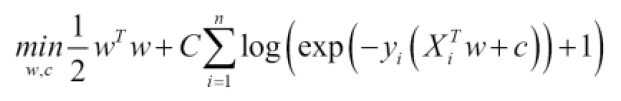 $$\min_{w,c} \frac{1}{2} w^T w + C \sum_{i=1}^{n} \log \left( \exp \left( -y_i \left( X_i^T w + c \right) \right) + 1 \right)$$